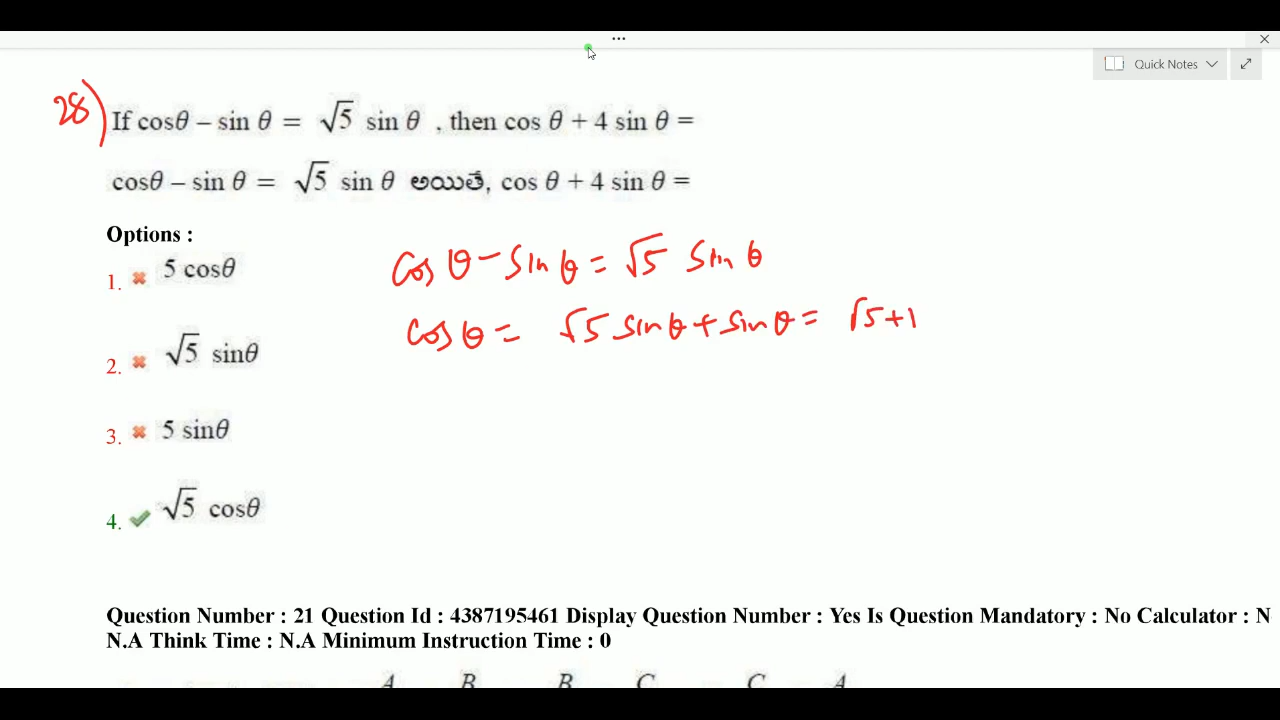 Quick Notes
28) If cosθ – sin θ = √5 sin θ , then cos θ + 4 sin θ =
cosθ – sin θ = √5 sin θ అయితే, cos θ + 4 sin θ =
Options :
1. 5 cosθ
2. √5 sinθ
3. 5 sinθ
4. √5 cosθ
cos θ – sin θ = √5 sin θ
cos θ = √5 sin θ + sin θ = √5+1
Question Number : 21 Question Id : 4387195461 Display Question Number : Yes Is Question Mandatory : No Calculator : N
N.A Think Time : N.A Minimum Instruction Time : 0
A B B C C A